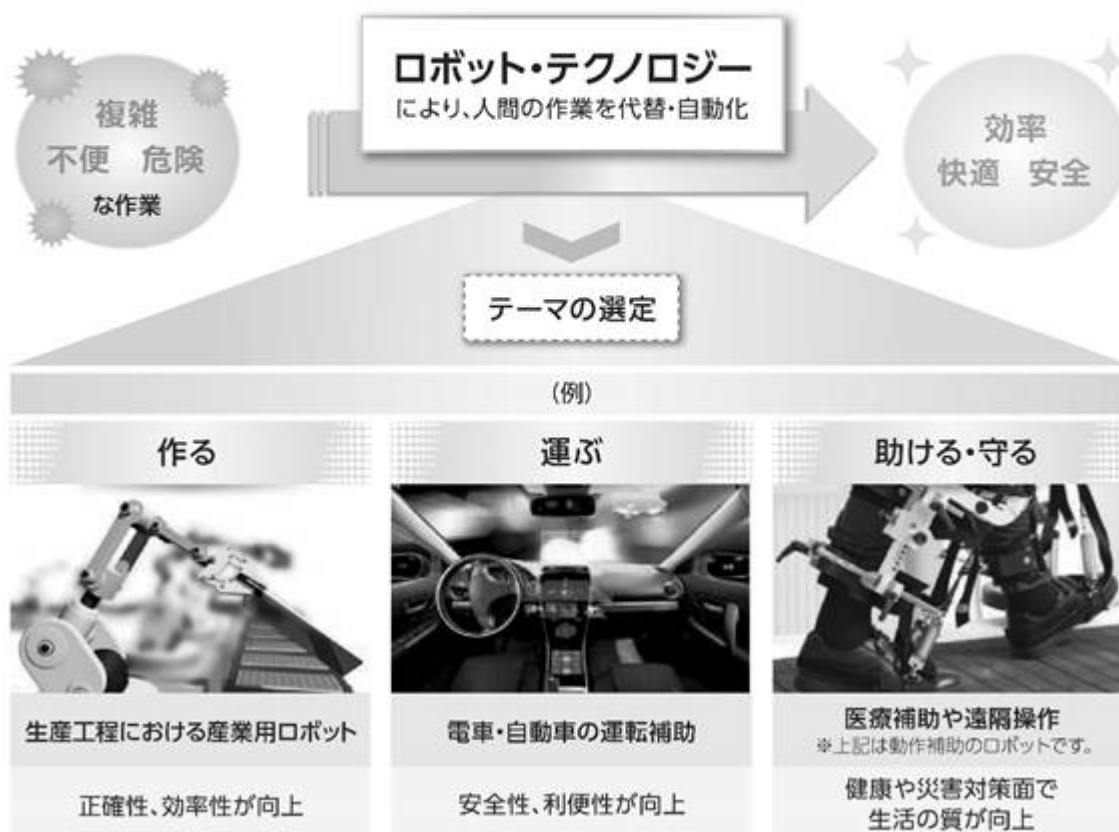 複雑
不便 危険
な作業
ロボット・テクノロジー
により、人間の作業を代替・自動化
効率
快適 安全
テーマの選定
(例)
作る
運ぶ
助ける・守る
生産工程における産業用ロボット
電車・自動車の運転補助
医療補助や遠隔操作
※上記は動作補助のロボットです。
正確性、効率性が向上
安全性、利便性が向上
健康や災害対策面で
生活の質が向上